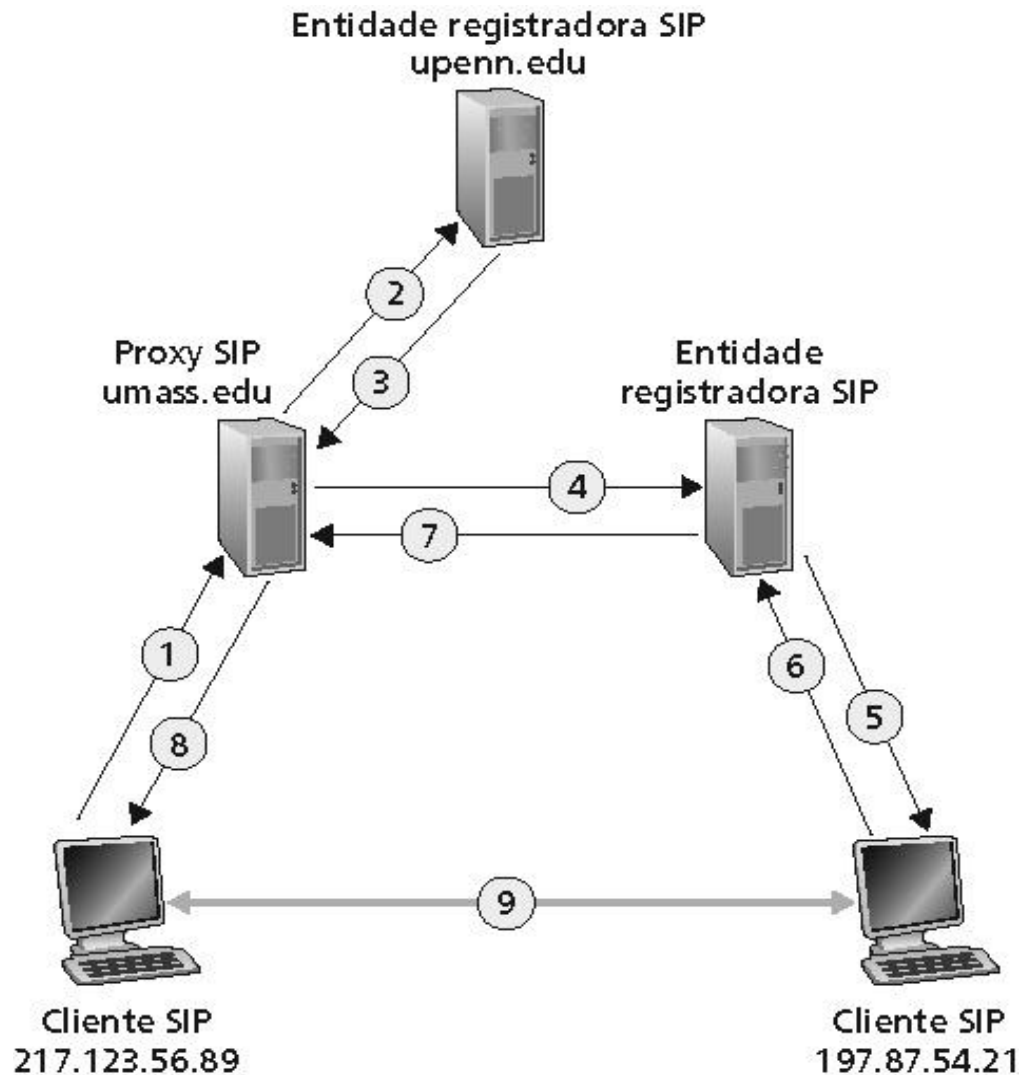 Entidade registradora SIP
upenn.edu
2
3
Proxy SIP
umass.edu
Entidade
registradora SIP
4
7
1
8
6
5
9
Cliente SIP
217.123.56.89
Cliente SIP
197.87.54.21